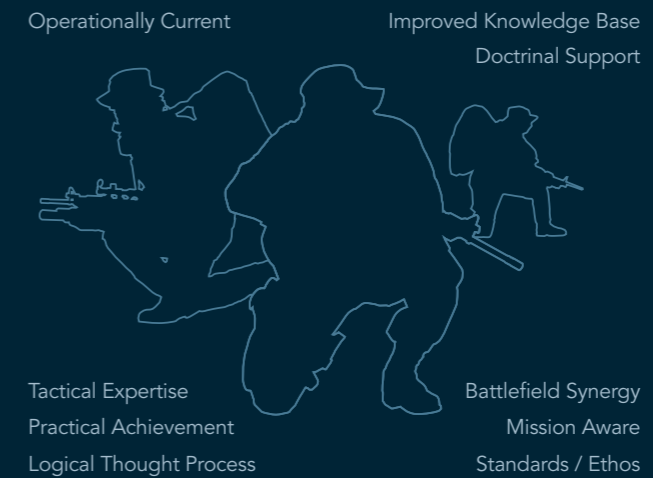 Operationally Current
Improved Knowledge Base
Doctrinal Support
Tactical Expertise
Practical Achievement
Logical Thought Process
Battlefield Synergy
Mission Aware
Standards / Ethos